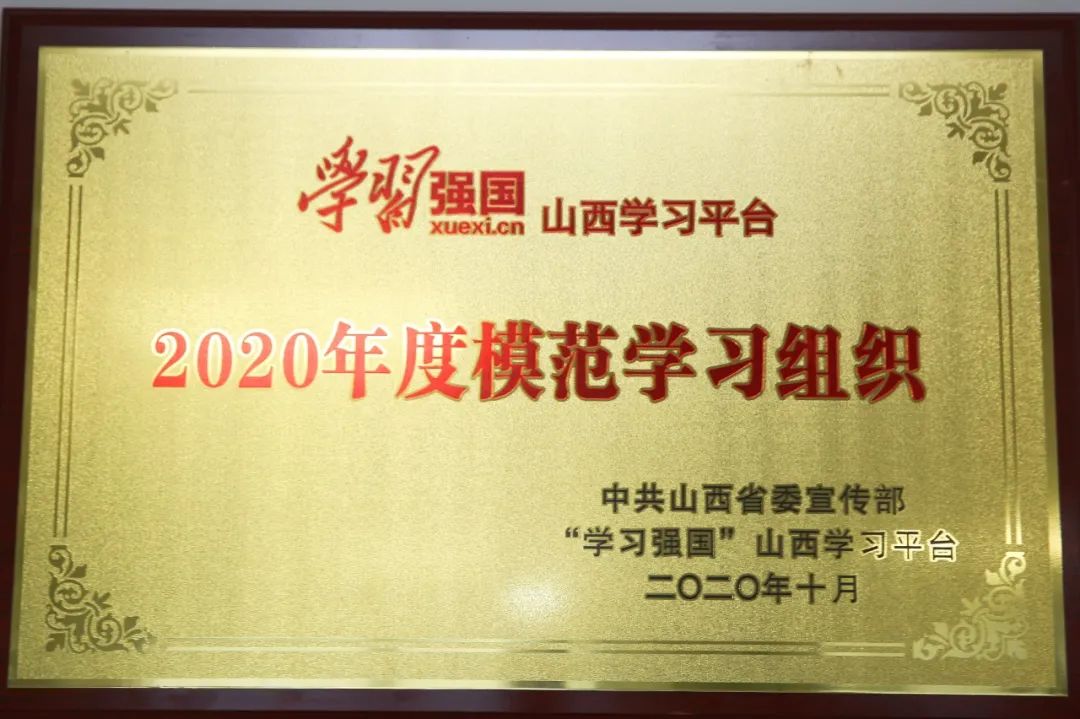 學習强国 山西学习平台
xuexi.cn
2020年度模范学习组织
中共山西省委宣传部
“学习强国”山西学习平台
二〇二〇年十月